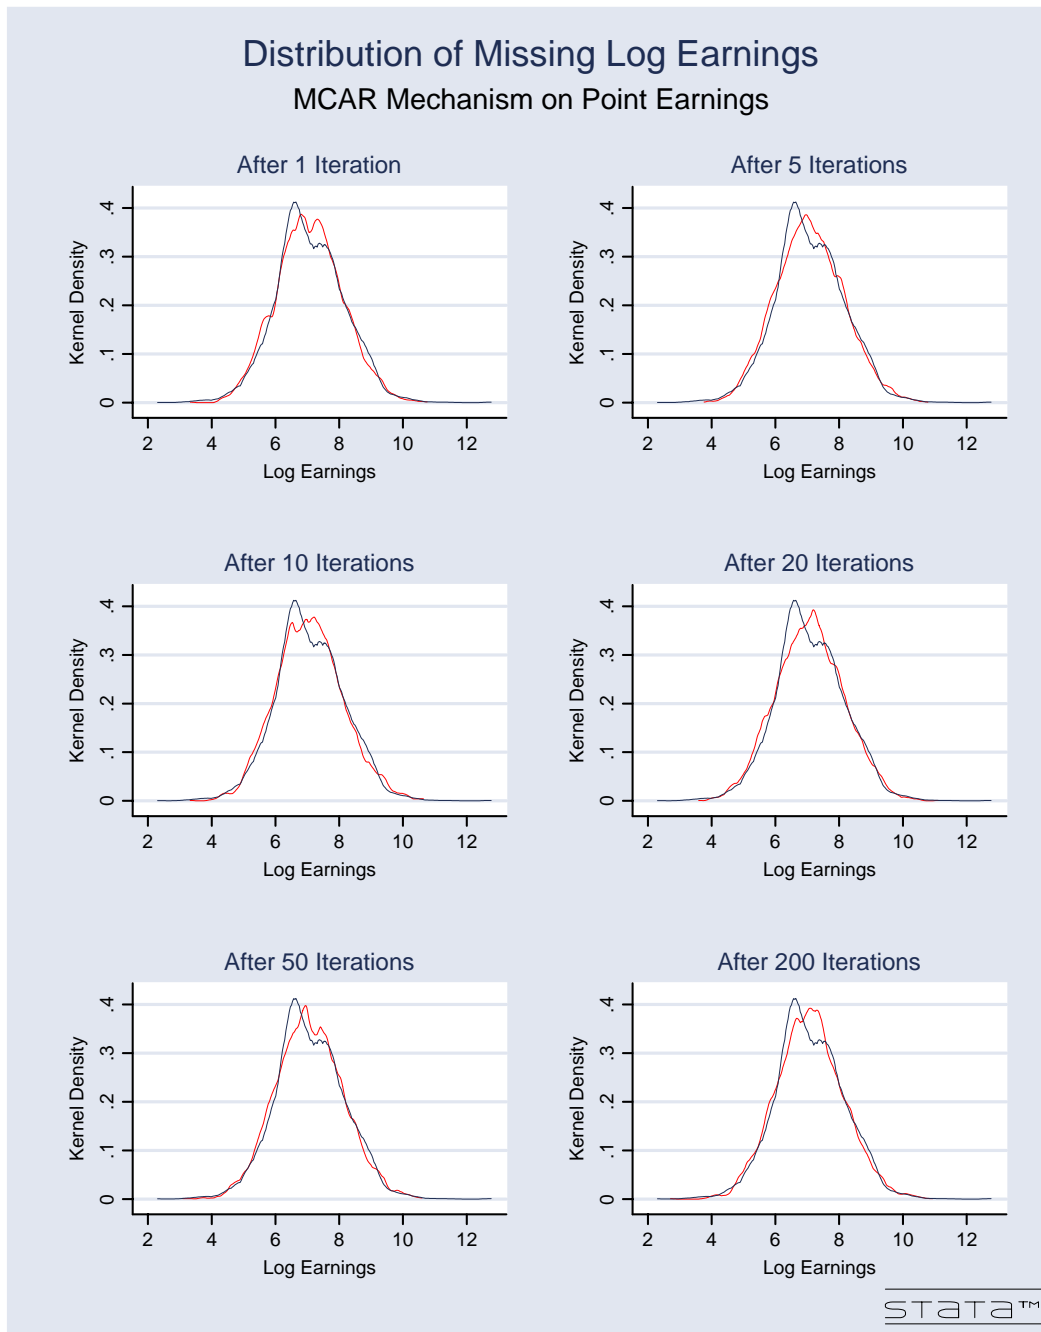 Distribution of Missing Log Earnings
MCAR Mechanism on Point Earnings
After 1 Iteration
Kernel Density
0 .1 .2 .3 .4
2 4 6 8 10 12
Log Earnings
After 5 Iterations
Kernel Density
0 .1 .2 .3 .4
2 4 6 8 10 12
Log Earnings
After 10 Iterations
Kernel Density
0 .1 .2 .3 .4
2 4 6 8 10 12
Log Earnings
After 20 Iterations
Kernel Density
0 .1 .2 .3 .4
2 4 6 8 10 12
Log Earnings
After 50 Iterations
Kernel Density
0 .1 .2 .3 .4
2 4 6 8 10 12
Log Earnings
After 200 Iterations
Kernel Density
0 .1 .2 .3 .4
2 4 6 8 10 12
Log Earnings
STATA™